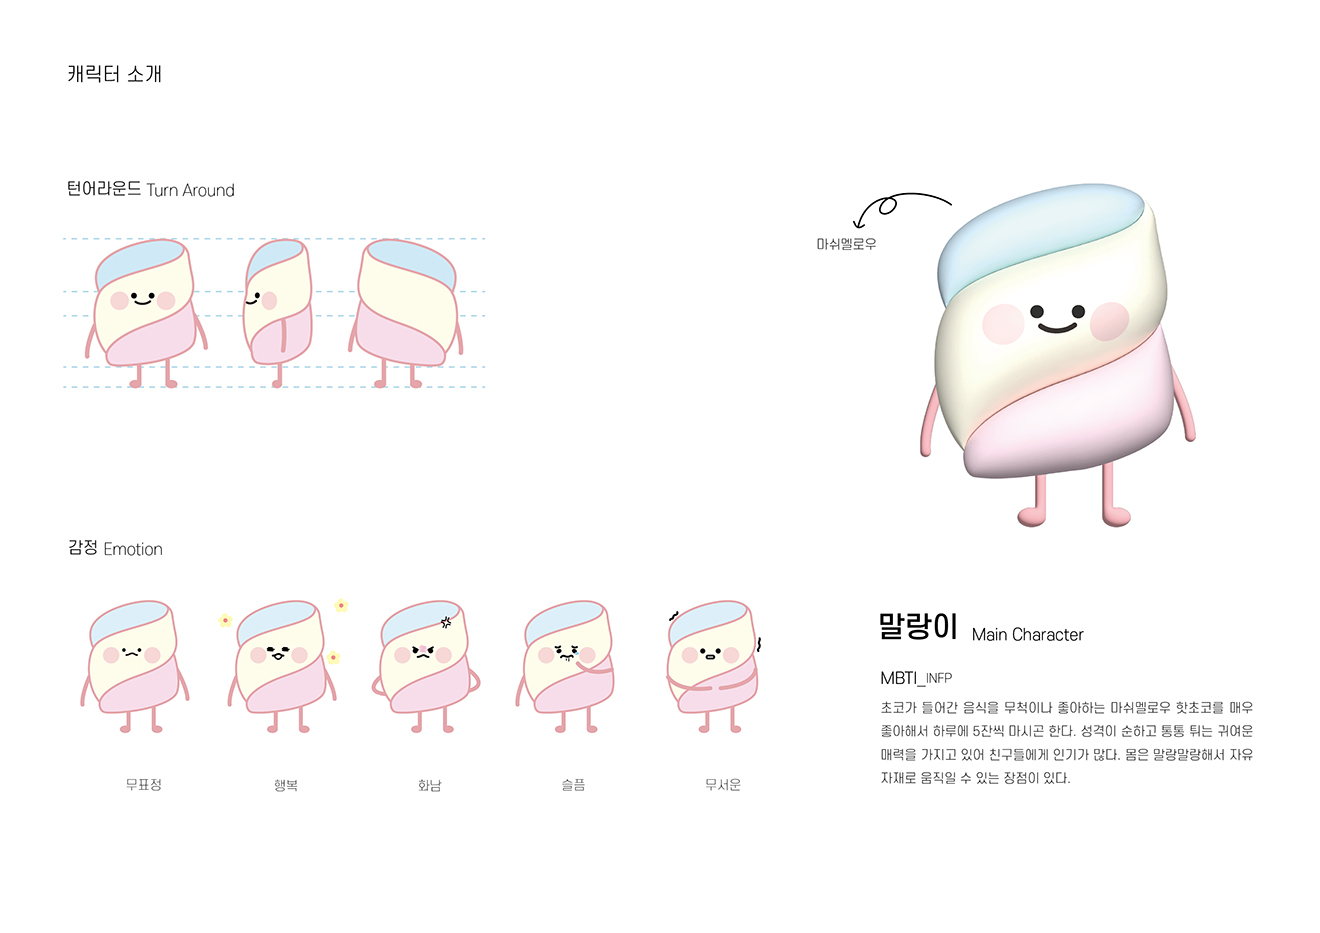 캐릭터 소개
턴어라운드 Turn Around
마쉬멜로우
감정 Emotion
무표정
행복
화남
슬픔
무서운
말랑이 Main Character
MBTI_INFP
초코가 들어간 음식을 무척이나 좋아하는 마쉬멜로우 핫초코를 매우
좋아해서 하루에 5잔씩 마시곤 한다. 성격이 순하고 통통 튀는 귀여운
매력을 가지고 있어 친구들에게 인기가 많다. 몸은 말랑말랑해서 자유
자재로 움직일 수 있는 장점이 있다.